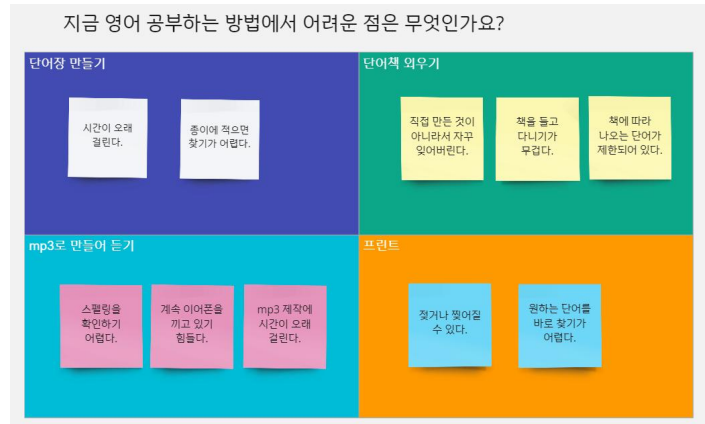 지금 영어 공부하는 방법에서 어려운 점은 무엇인가요?
단어장 만들기
시간이 오래
걸린다.
종이에 적으면
찾기가 어렵다.
단어책 외우기
직접 만든 것이
아니라서 자꾸
잊어버린다.
책을 들고
다니기가
무겁다.
책에 따라
나오는 단어가
제한되어 있다.
mp3로 만들어 듣기
스펠링을
확인하기
어렵다.
계속 이어폰을
끼고 있기
힘들다.
mp3 제작에
시간이 오래
걸린다.
프린트
젖거나 찢어질
수 있다.
원하는 단어를
바로 찾기가
어렵다.